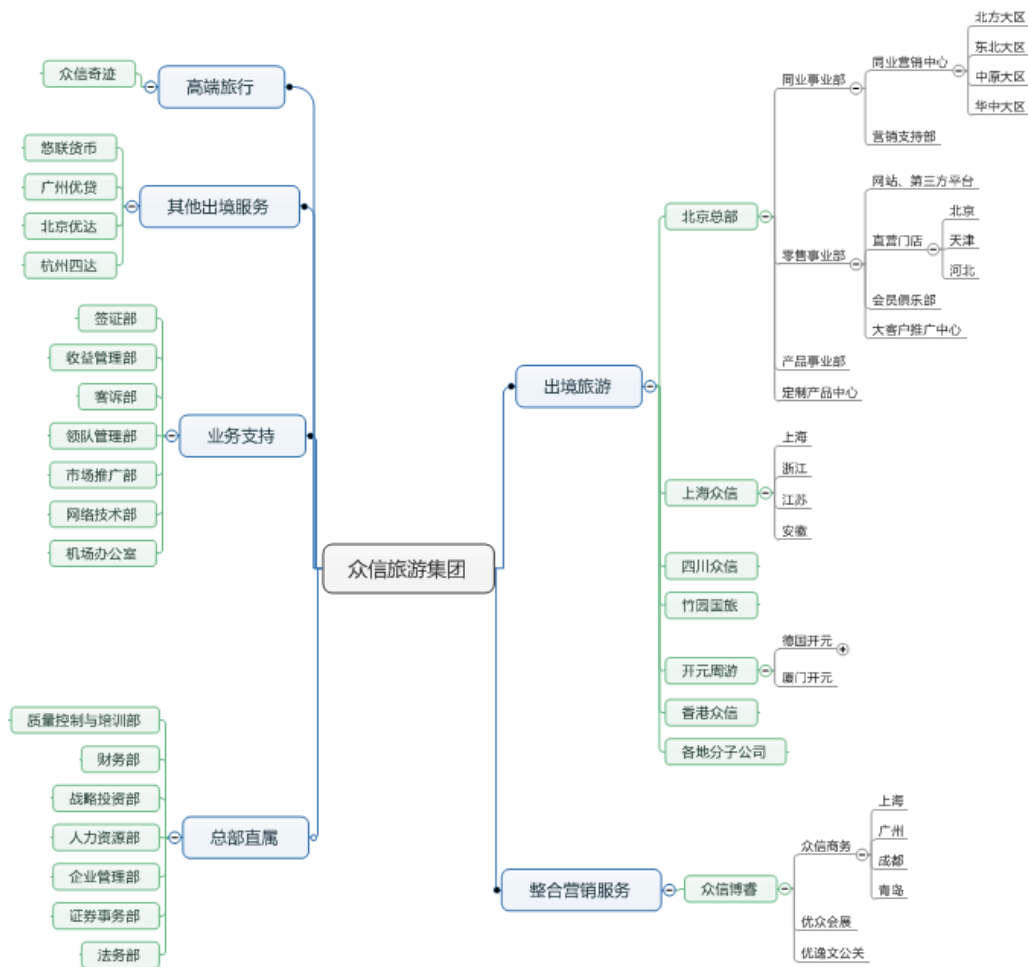 众信旅游集团
高端旅行
众信奇迹
其他出境服务
悠联货币
广州优贷
北京优达
杭州四达
业务支持
签证部
收益管理部
客诉部
领队管理部
市场推广部
网络技术部
机场办公室
总部直属
质量控制与培训部
财务部
战略投资部
人力资源部
企业管理部
证券事务部
法务部
出境旅游
北京总部
同业事业部
同业营销中心
北方大区
东北大区
中原大区
华中大区
营销支持部
零售事业部
网站、第三方平台
直营门店
北京
天津
河北
会员俱乐部
大客户推广中心
产品事业部
定制产品中心
上海众信
上海
浙江
江苏
安徽
四川众信
竹园国旅
开元周游
德国开元
厦门开元
香港众信
各地分子公司
整合营销服务
众信博睿
众信商务
上海
广州
成都
青岛
优众会展
优逸文公关